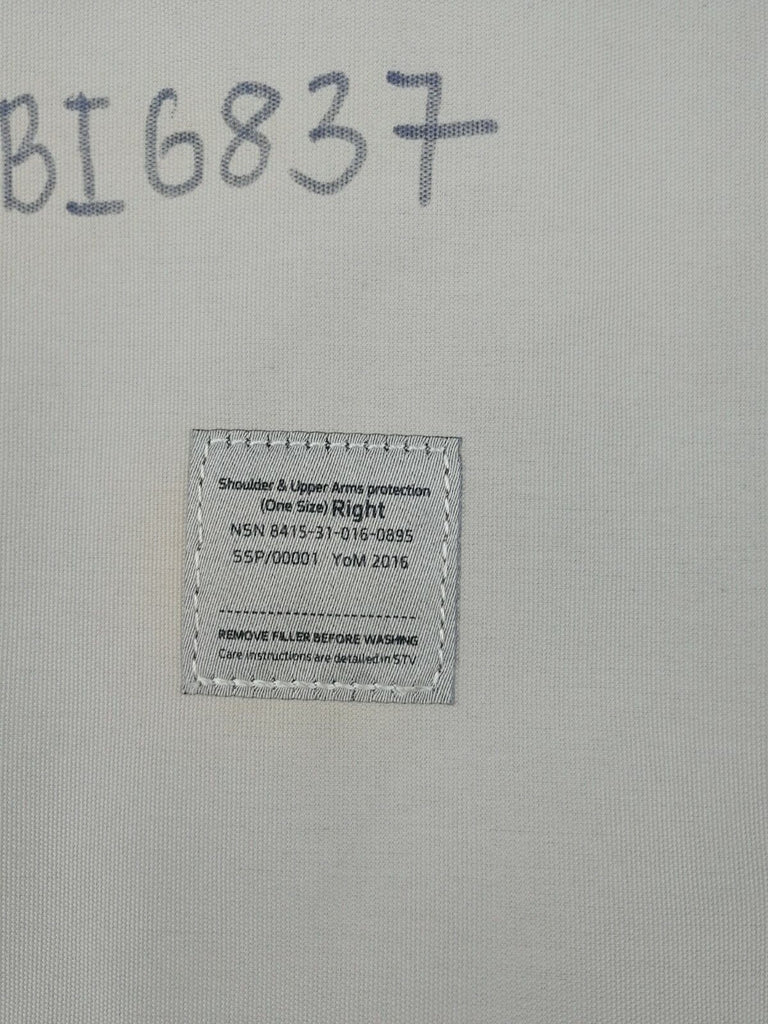 BI6837
Shoulder & Upper Arms protection
(One Size) Right
NSN 8415-31-016-0895
SSP/00001 YoM 2016
REMOVE FILLER BEFORE WASHING
Care instructions are detailed in STV